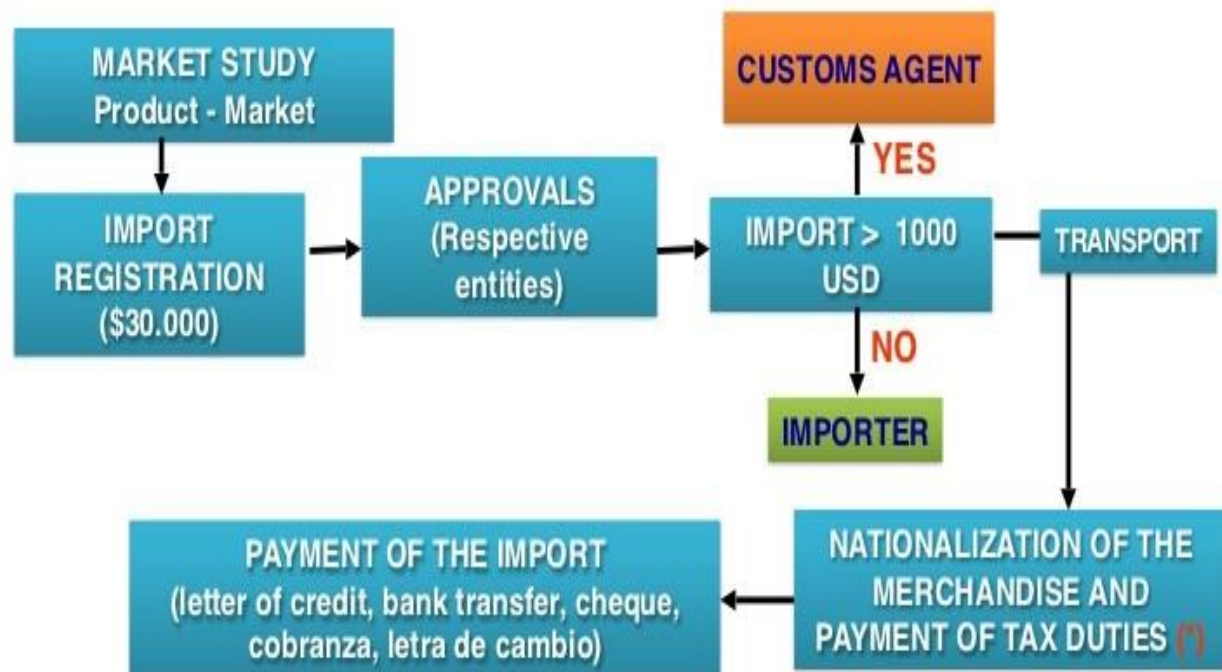 MARKET STUDY
Product - Market
IMPORT
REGISTRATION
($30.000)
APPROVALS
(Respective
entities)
CUSTOMS AGENT
YES
IMPORT > 1000
USD
NO
IMPORTER
TRANSPORT
NATIONALIZATION OF THE
MERCHANDISE AND
PAYMENT OF TAX DUTIES (*)
PAYMENT OF THE IMPORT
(letter of credit, bank transfer, cheque,
cobranza, letra de cambio)